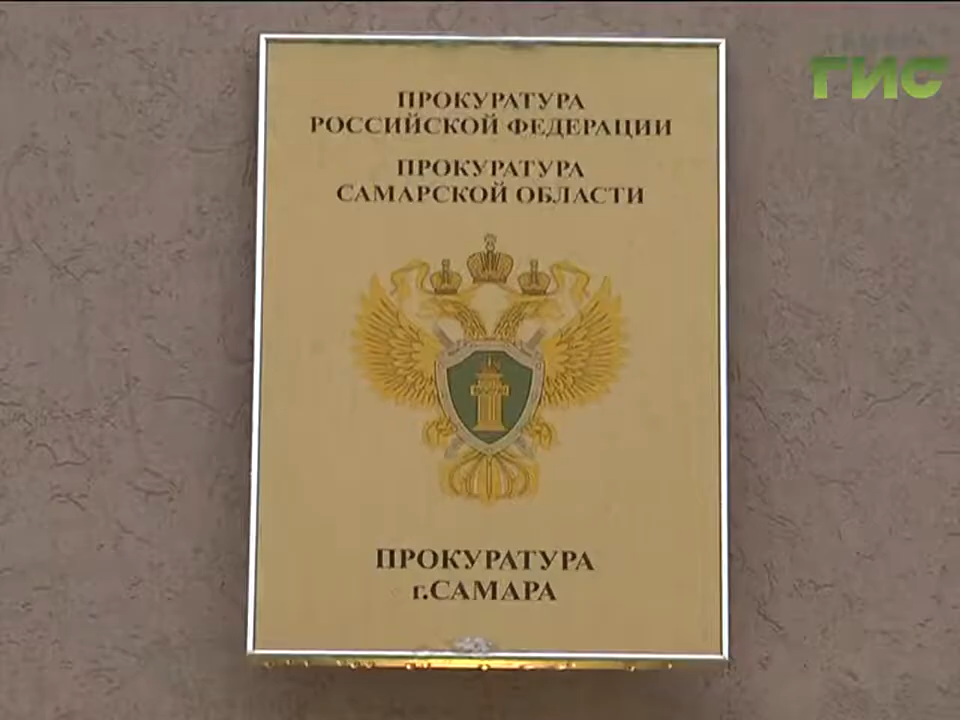 ГИС
ПРОКУРАТУРА
РОССИЙСКОЙ ФЕДЕРАЦИИ
ПРОКУРАТУРА
САМАРСКОЙ ОБЛАСТИ
ПРОКУРАТУРА
г.САМАРА